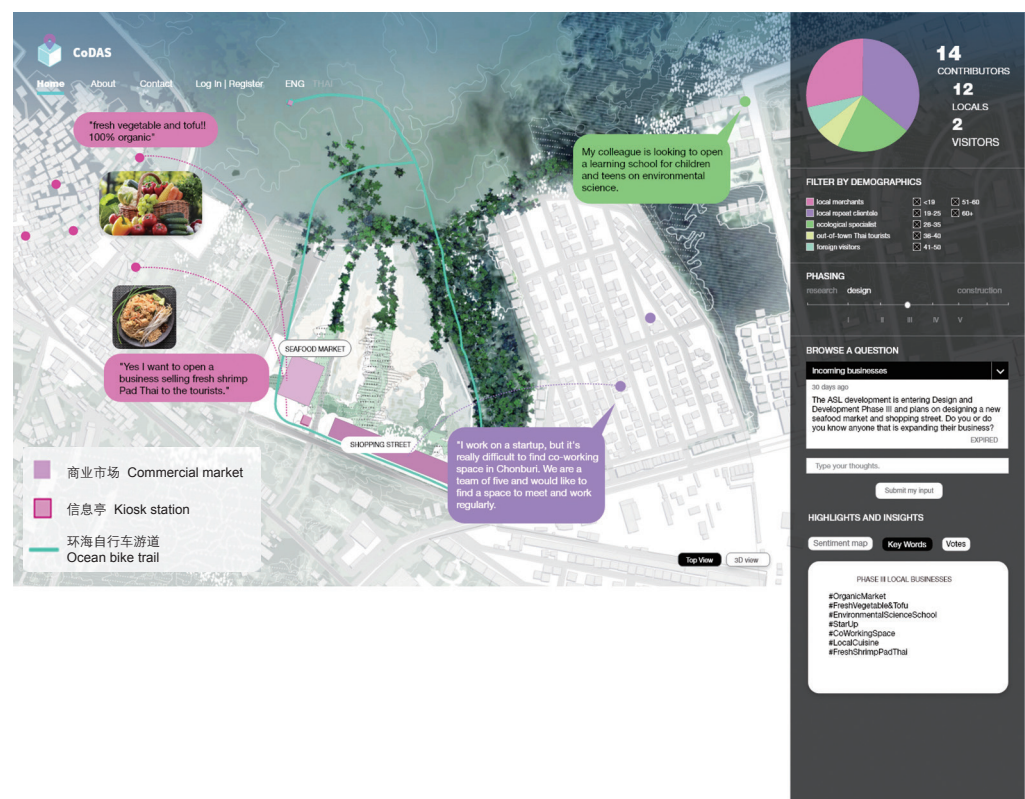 CoDAS
Home About Contact Log In | Register ENG THAI
"fresh vegetable and tofu!!
100% organic"
My colleague is looking to open
a learning school for children
and teens on environmental
science.
SEAFOOD MARKET
"Yes I want to open a
business selling fresh shrimp
Pad Thai to the tourists."
SHOPPING STREET
"I work on a startup, but it's
really difficult to find co-working
space in Chonburi. We are a
team of five and would like to
find a space to meet and work
regularly.
商业市场 Commercial market
信息亭 Kiosk station
环海自行车游道
Ocean bike trail
Top View 3D view
14
CONTRIBUTORS
12
LOCALS
2
VISITORS
FILTER BY DEMOGRAPHICS
local merchants <19 51-60
local repeat clientele 19-25 60+
ecological specialist 26-35
out-of-town Thai tourists 36-40
foreign visitors 41-50
PHASING
research design construction
I II III IV V
BROWSE A QUESTION
Incoming businesses
30 days ago
The ASL development is entering Design and
Development Phase III and plans on designing a new
seafood market and shopping street. Do you or do
you know anyone that is expanding their business?
EXPIRED
Type your thoughts.
Submit my input
HIGHLIGHTS AND INSIGHTS
Sentiment map Key Words Votes
PHASE III LOCAL BUSINESSES
#OrganicMarket
#FreshVegetable&Tofu
#EnvironmentalScienceSchool
#StarUp
#CoWorkingSpace
#LocalCuisine
#FreshShrimpPadThai